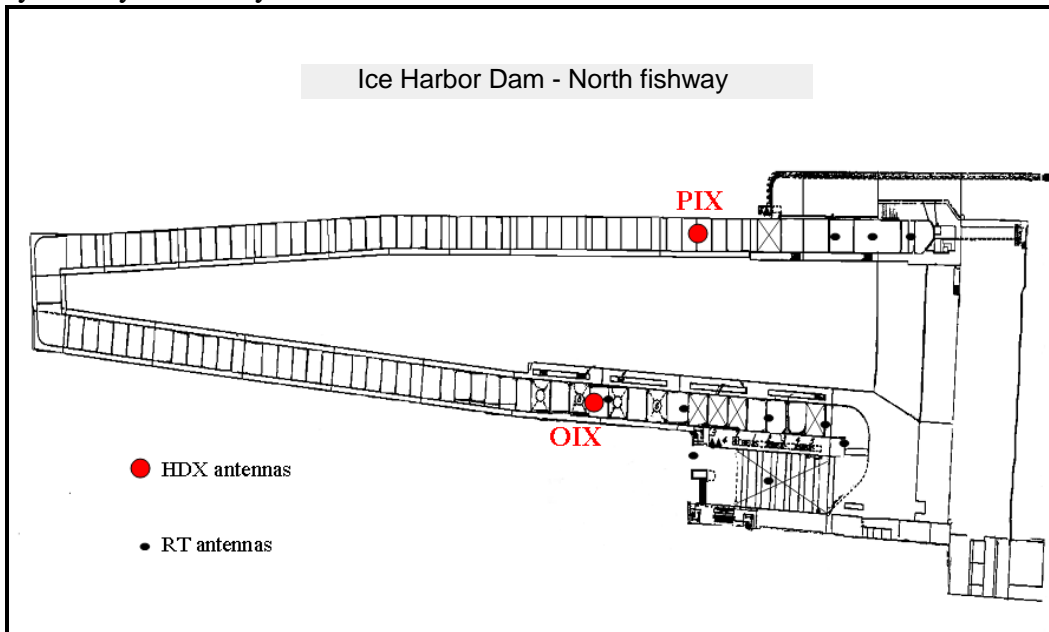 Ice Harbor Dam - North fishway
PIX
OIX
HDX antennas
RT antennas